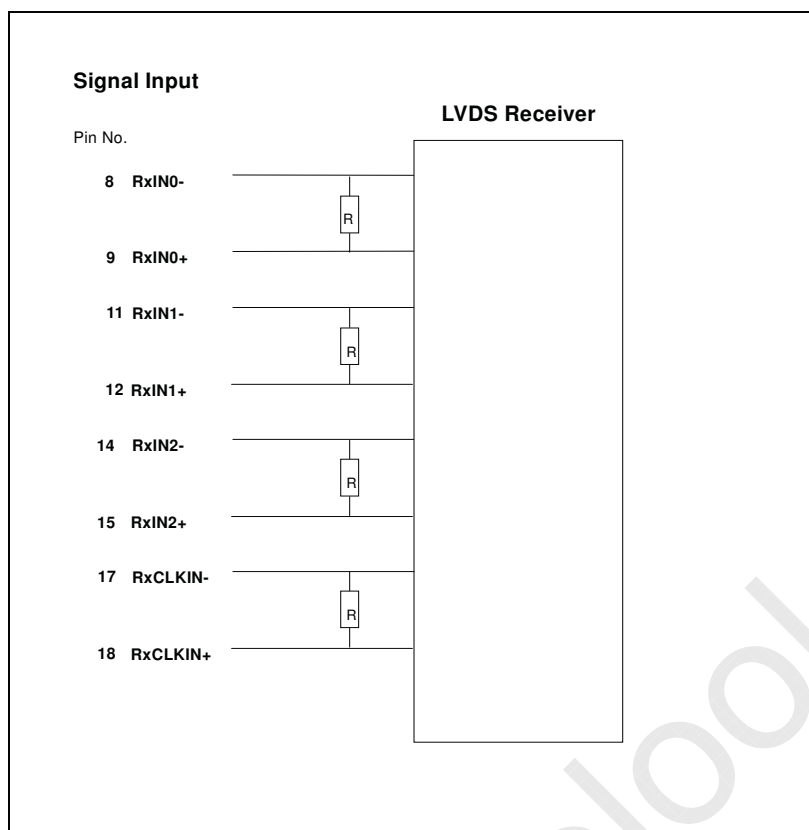 Signal Input
LVDS Receiver
Pin No.
8 RxIN0-
R
9 RxIN0+
11 RxIN1-
R
12 RxIN1+
14 RxIN2-
R
15 RxIN2+
17 RxCLKIN-
R
18 RxCLKIN+